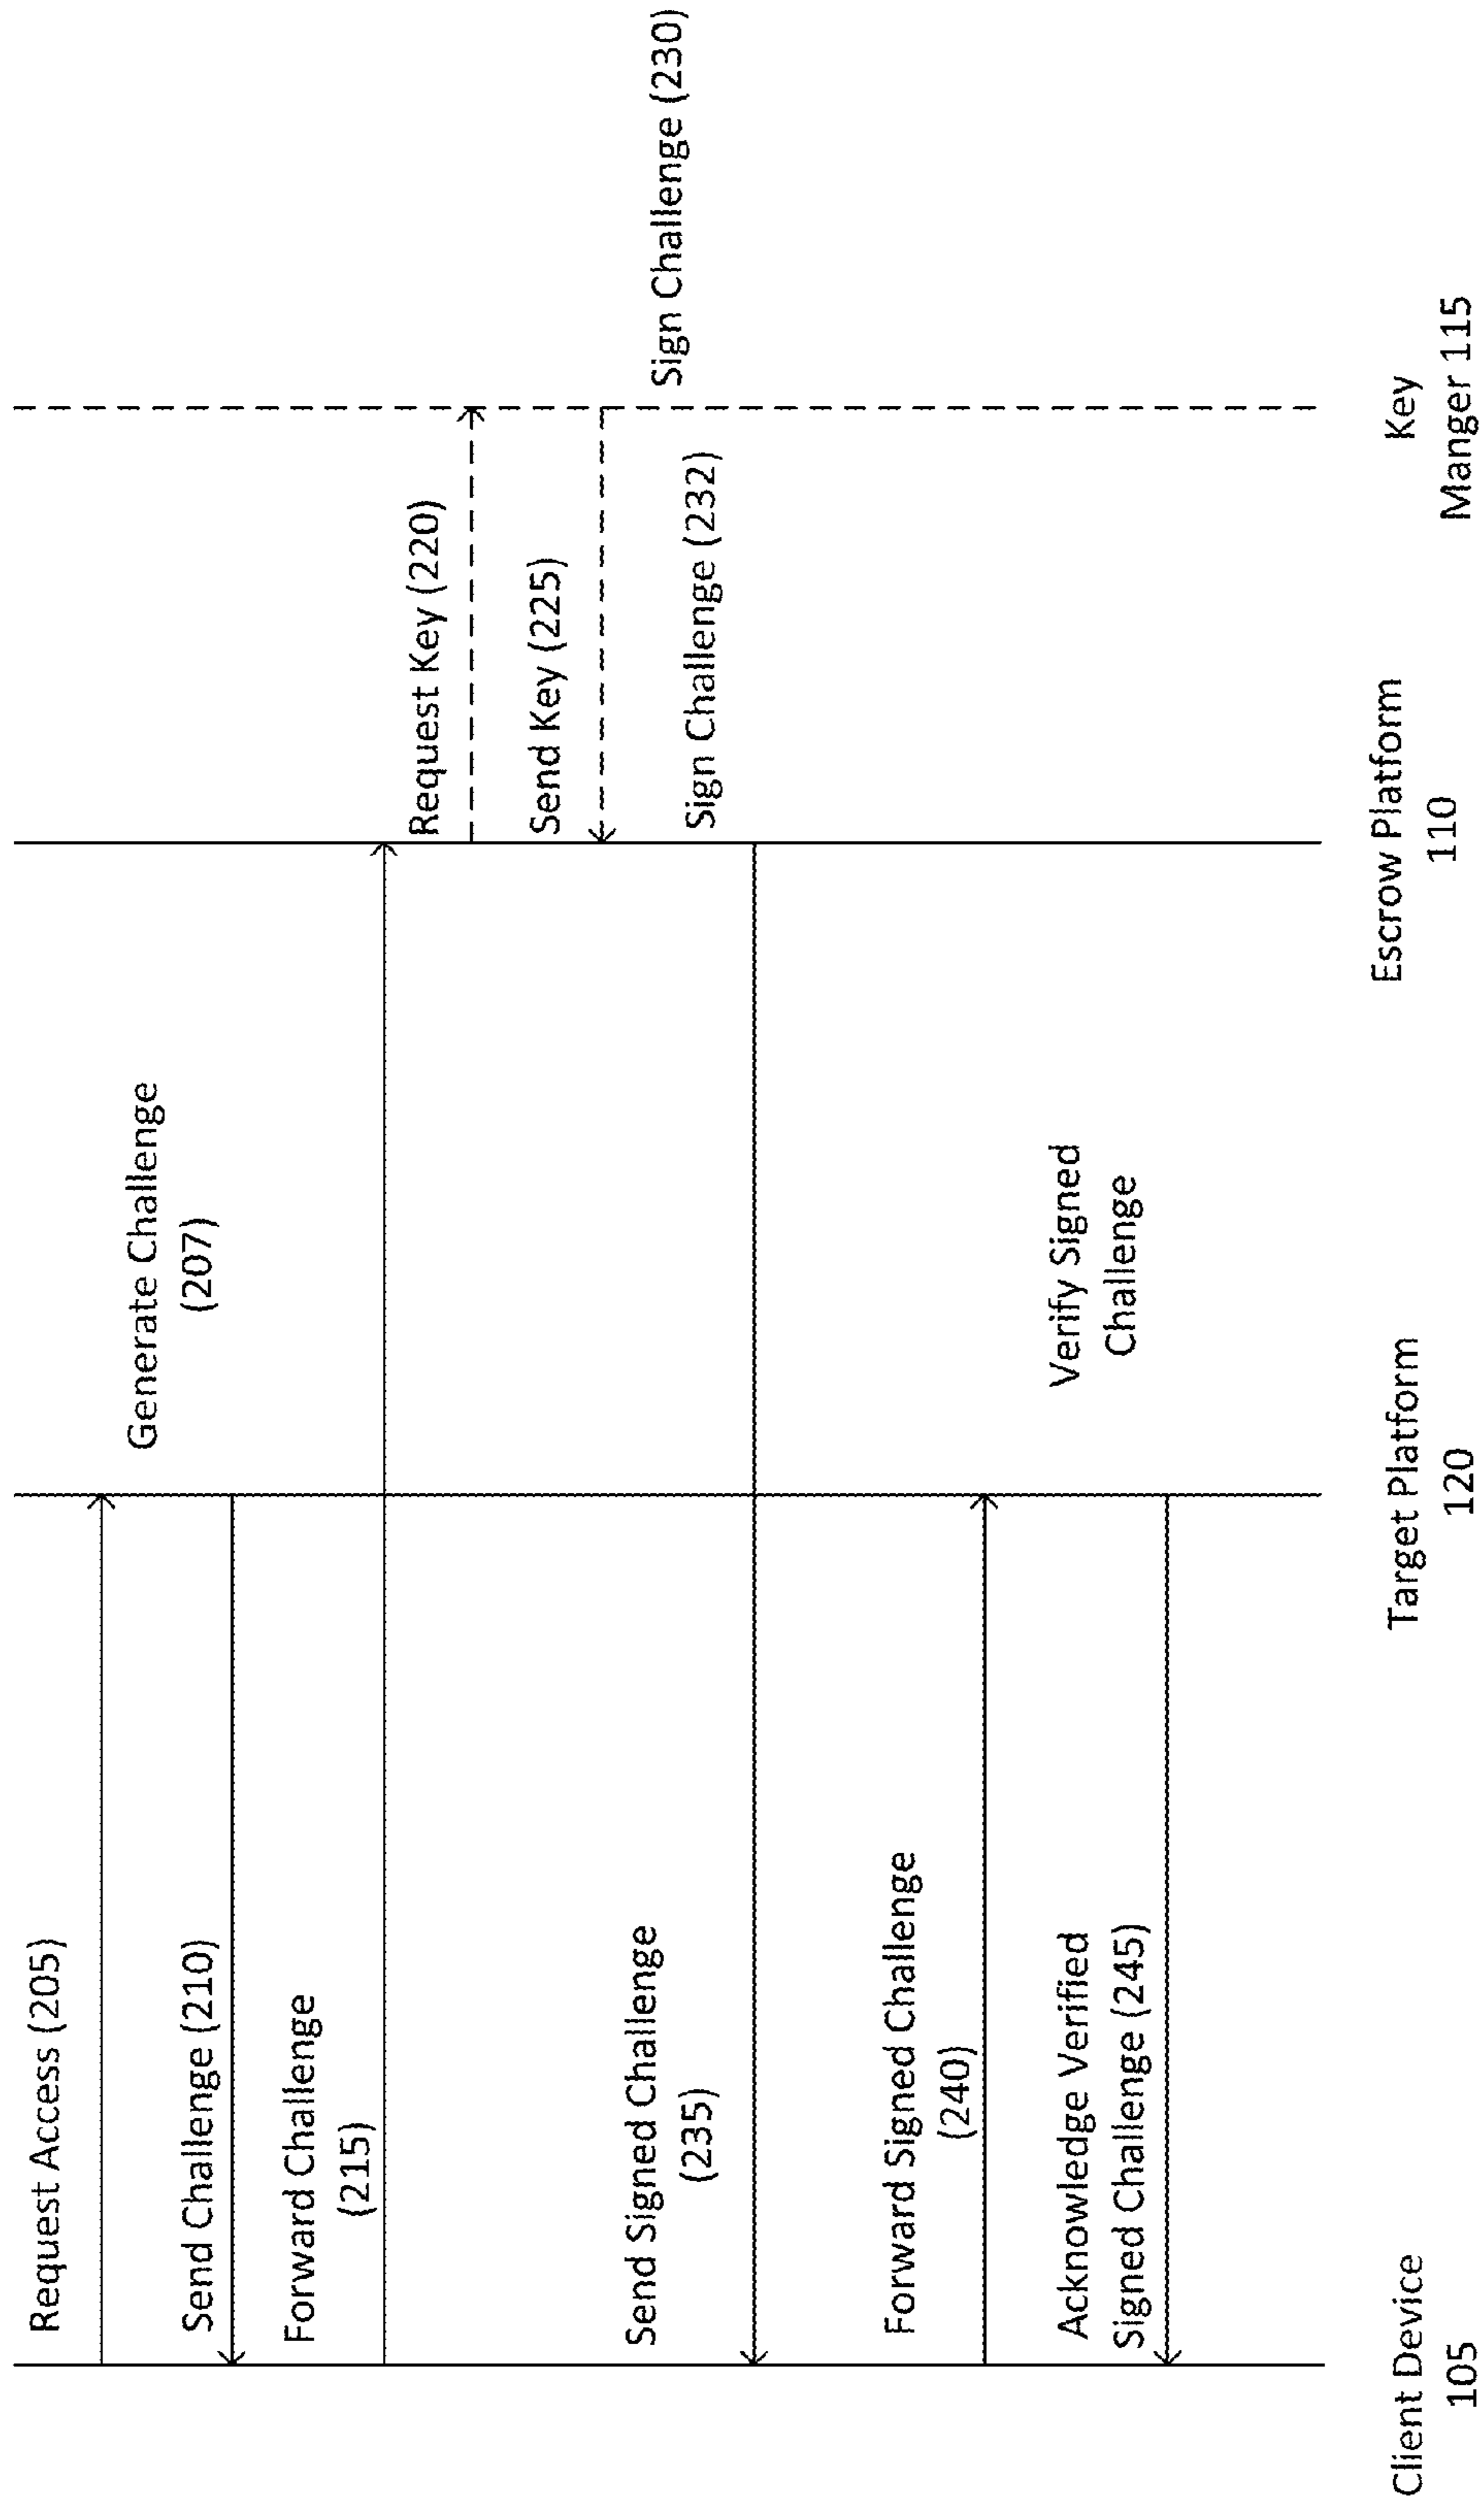 Request Access (205)
Generate Challenge
(207)
Send Challenge (210)
Forward Challenge
(215)
Request Key (220)
Send Key (225)
Sign Challenge (230)
Sign Challenge (232)
Send Signed Challenge
(235)
Forward Signed Challenge
(240)
Verify Signed
Challenge
Acknowledge Verified
Signed Challenge (245)
Client Device
105
Target Platform
120
Escrow Platform
110
Key
Manger 115